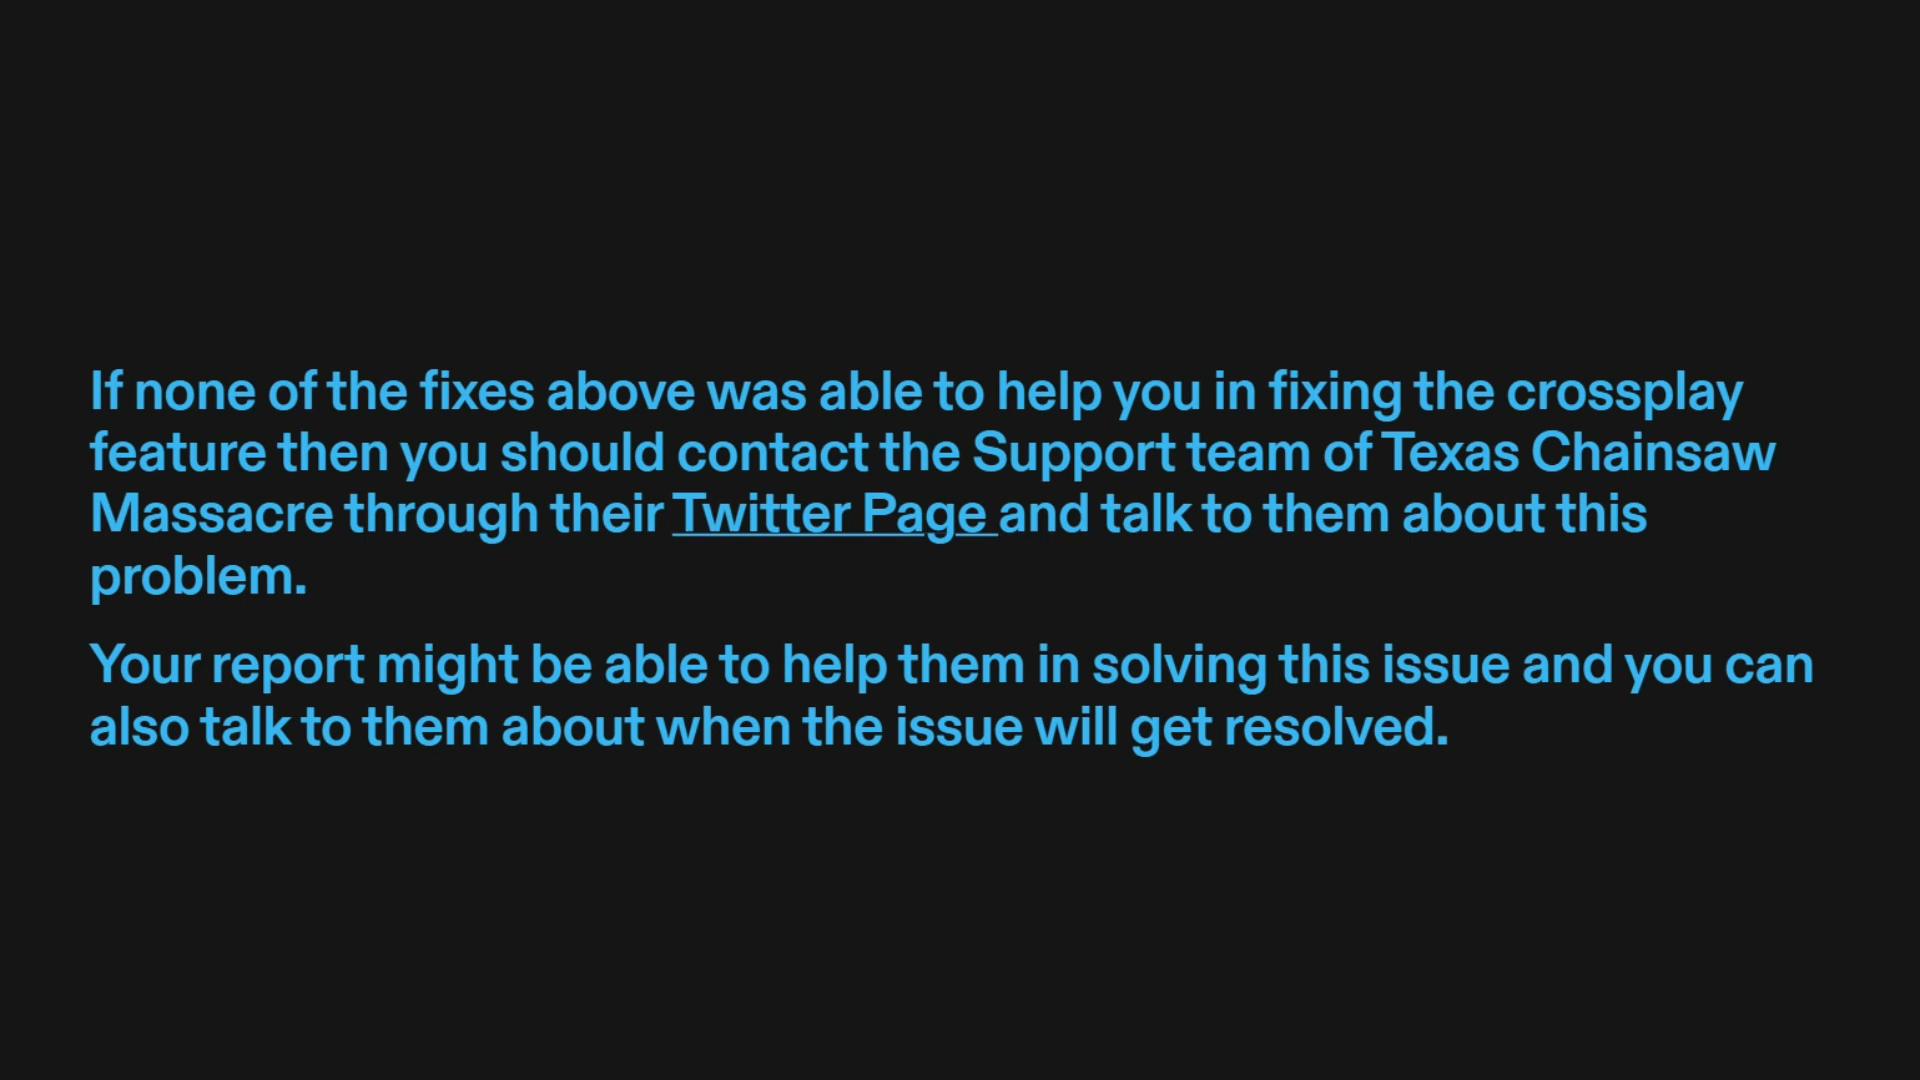 If none of the fixes above was able to help you in fixing the crossplay
feature then you should contact the Support team of Texas Chainsaw
Massacre through their Twitter Page and talk to them about this
problem.
Your report might be able to help them in solving this issue and you can
also talk to them about when the issue will get resolved.